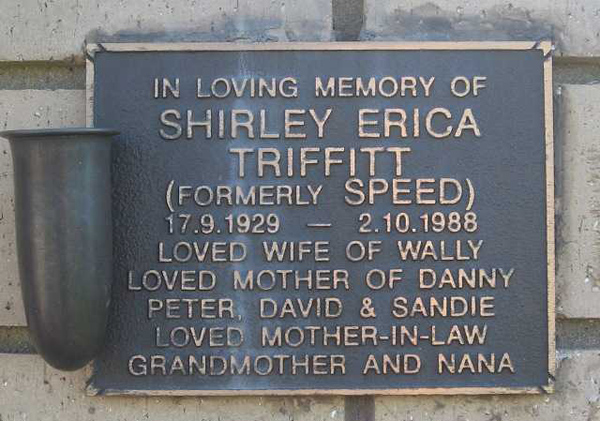 IN LOVING MEMORY OF
SHIRLEY ERICA
TRIFFITT
(FORMERLY SPEED)
17.9.1929 — 2.10.1988
LOVED WIFE OF WALLY
LOVED MOTHER OF DANNY
PETER, DAVID & SANDIE
LOVED MOTHER-IN-LAW
GRANDMOTHER AND NANA